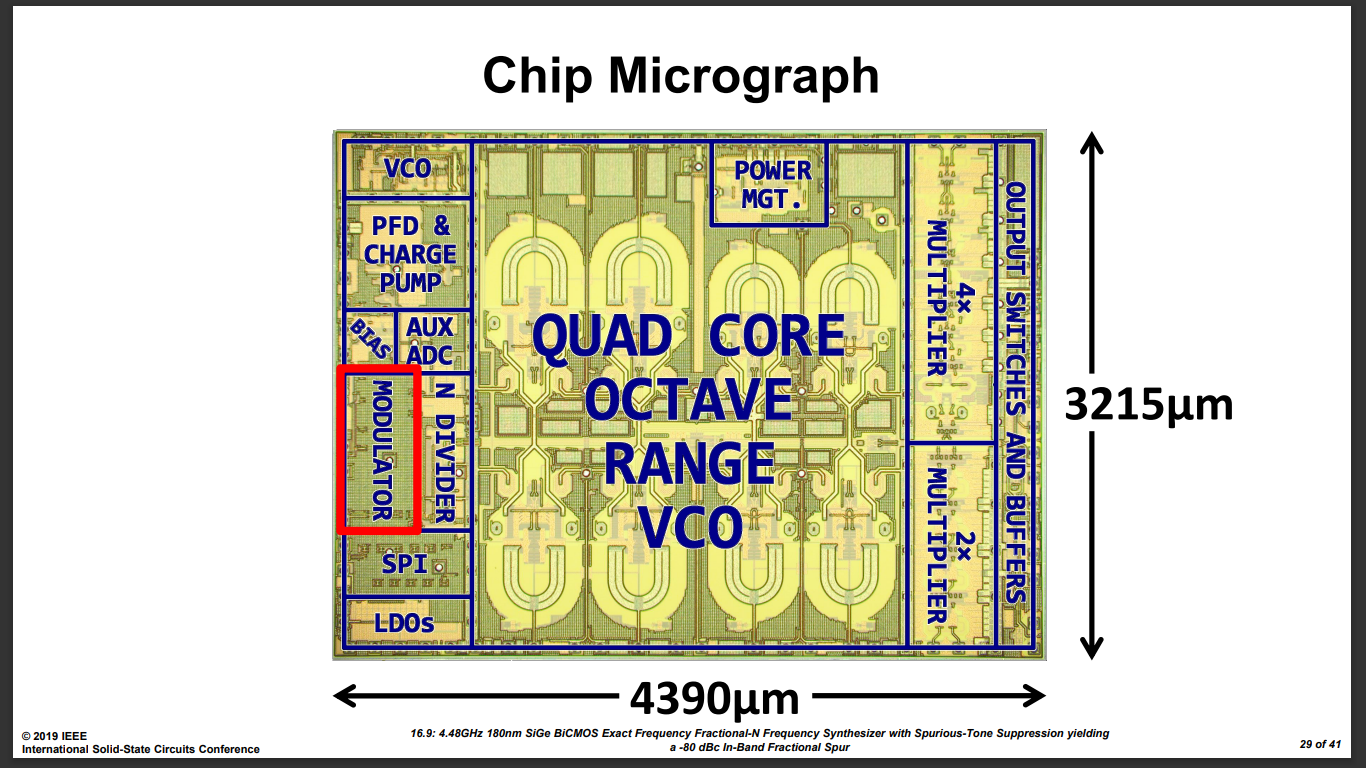 Chip Micrograph
VCO
PFD &
CHARGE
PUMP
BIAS
AUX
ADC
MODULATOR
N DIVIDER
SPI
LDOs
POWER
MGT.
QUAD CORE
OCTAVE
RANGE
VCO
4×
MULTIPLIER
2×
MULTIPLIER
OUTPUT SWITCHES AND BUFFERS
3215µm
4390µm
© 2019 IEEE
International Solid-State Circuits Conference
16.9: 4.48GHz 180nm SiGe BiCMOS Exact Frequency Fractional-N Frequency Synthesizer with Spurious-Tone Suppression yielding
a -80 dBc In-Band Fractional Spur
29 of 41